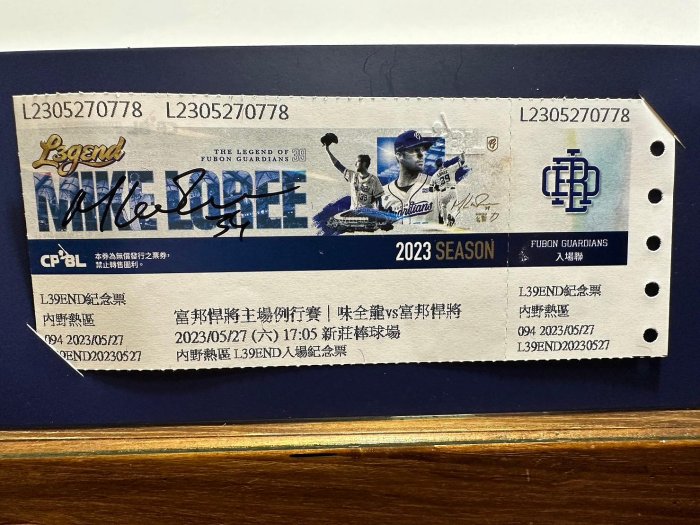 L2305270778 L2305270778 L2305270778
L3gend
THE LEGEND OF
FUBON GUARDIANS 39
MIKE LOREE
54
39
Guardians
2023 SEASON
CPBL
本券為無償發行之票券,
禁止轉售圖利。
FUBON GUARDIANS
入場聯
L39END紀念票
內野熱區
094 2023/05/27
L39END20230527
富邦悍將主場例行賽|味全龍vs富邦悍將
2023/05/27 (六) 17:05 新莊棒球場
內野熱區 L39END入場紀念票
L39END紀念票
內野熱區
094 2023/05/27
L39END20230527